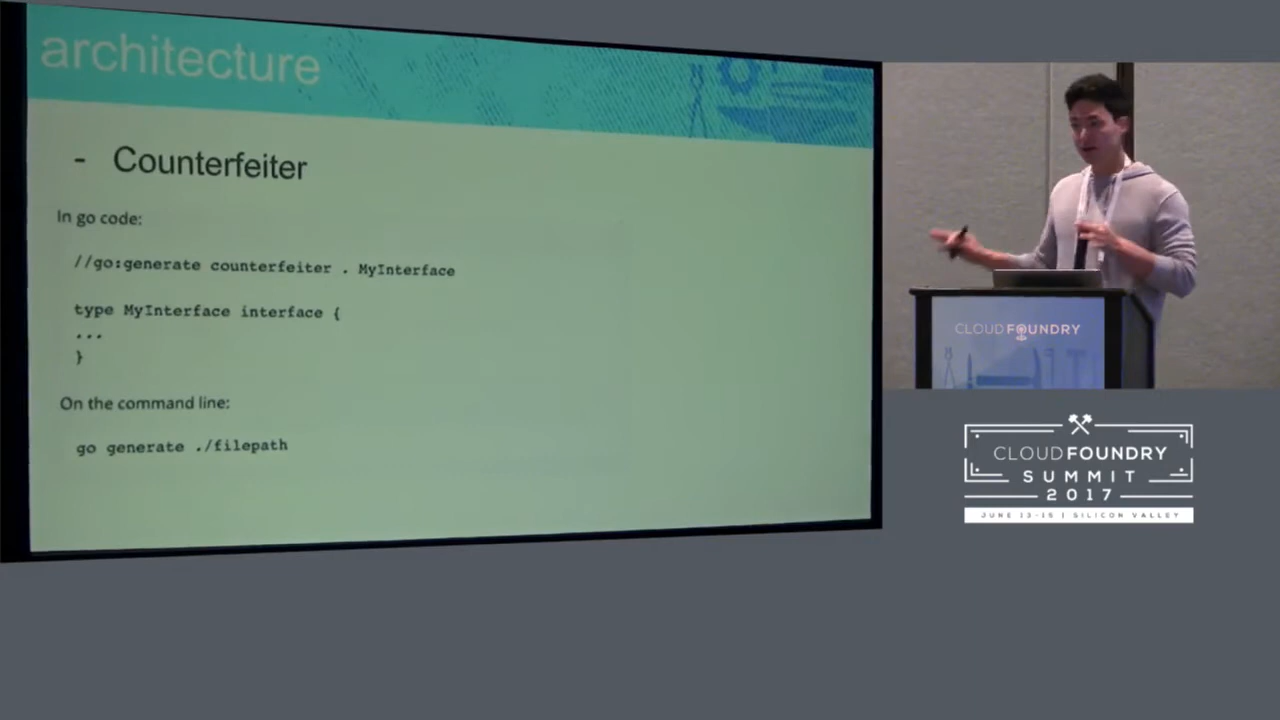 architecture
- Counterfeiter
In go code:
//go:generate counterfeiter . MyInterface
type MyInterface interface {
...
}
On the command line:
go generate ./filepath
CLOUD FOUNDRY
CLOUD FOUNDRY
SUMMIT
2017
JUNE 13-15 | SILICON VALLEY